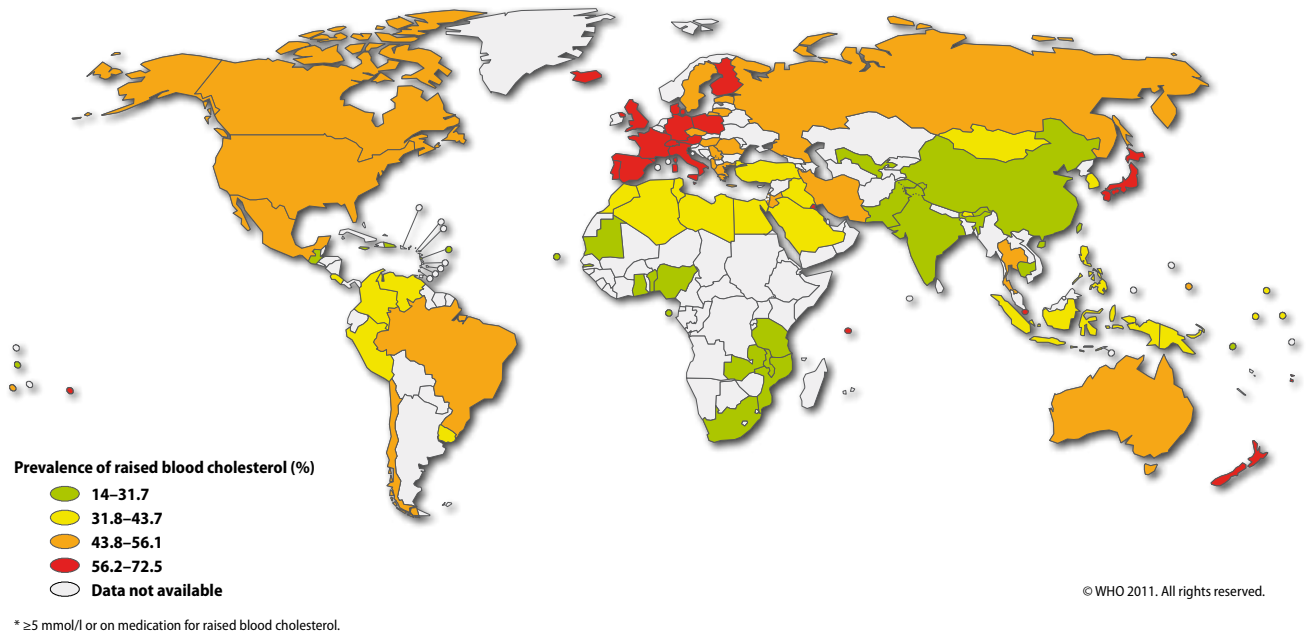 Prevalence of raised blood cholesterol (%)
14–31.7
31.8–43.7
43.8–56.1
56.2–72.5
Data not available
© WHO 2011. All rights reserved.
* ≥5 mmol/l or on medication for raised blood cholesterol.